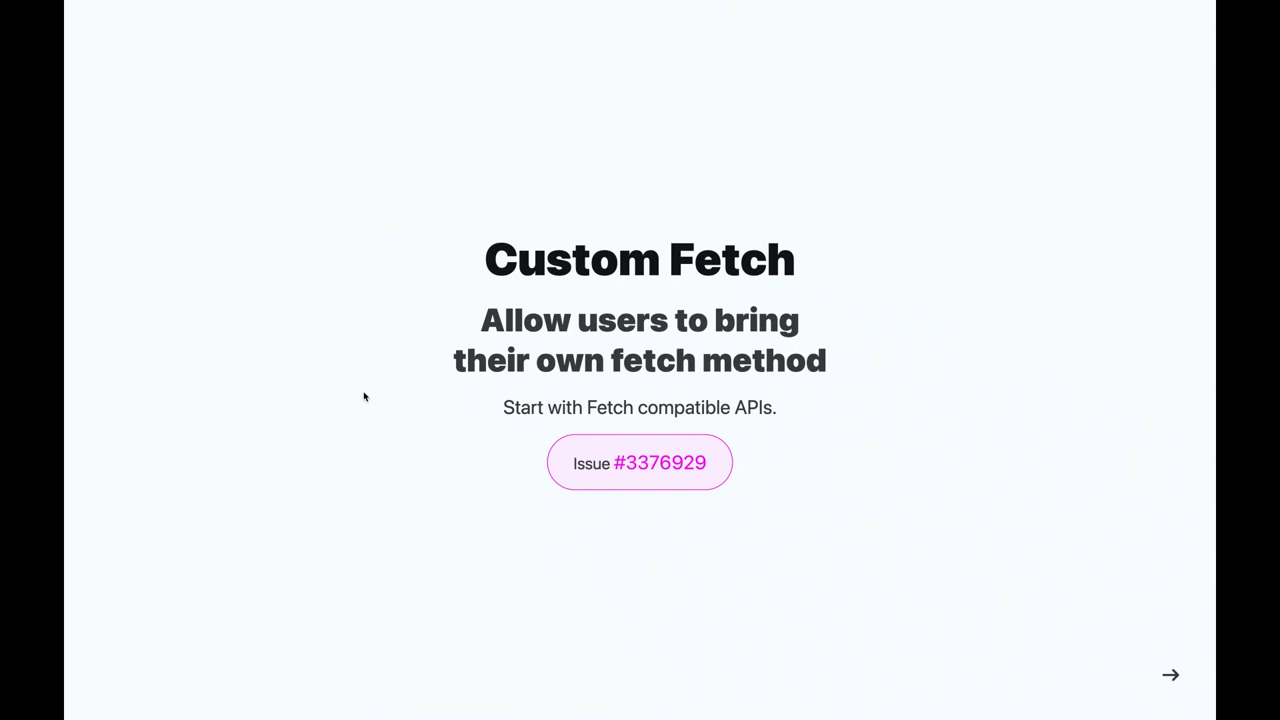 Custom Fetch
Allow users to bring
their own fetch method
Start with Fetch compatible APIs.
Issue #3376929